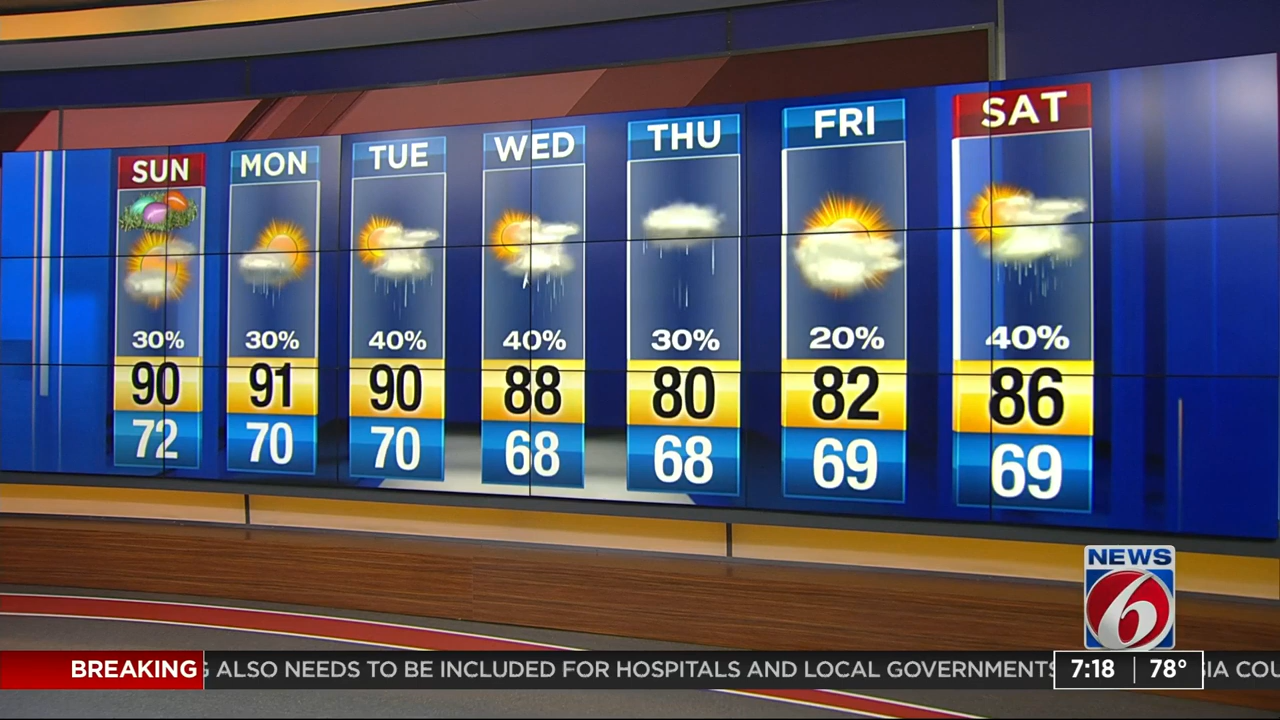 SUN
30%
90
72
MON
30%
91
70
TUE
40%
90
70
WED
40%
88
68
THU
30%
80
68
FRI
20%
82
69
SAT
40%
86
69
NEWS
6
BREAKING ALSO NEEDS TO BE INCLUDED FOR HOSPITALS AND LOCAL GOVERNMENTS 7:18 78°